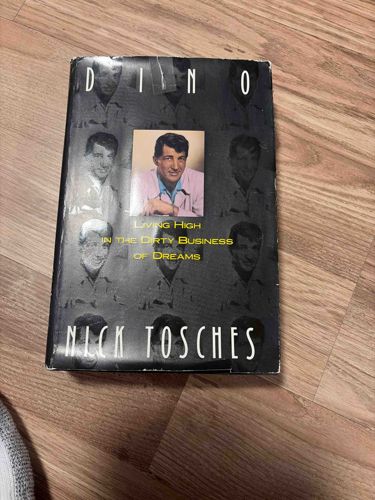 DINO
LIVING HIGH
IN THE DIRTY BUSINESS
OF DREAMS
NICK TOSCHES